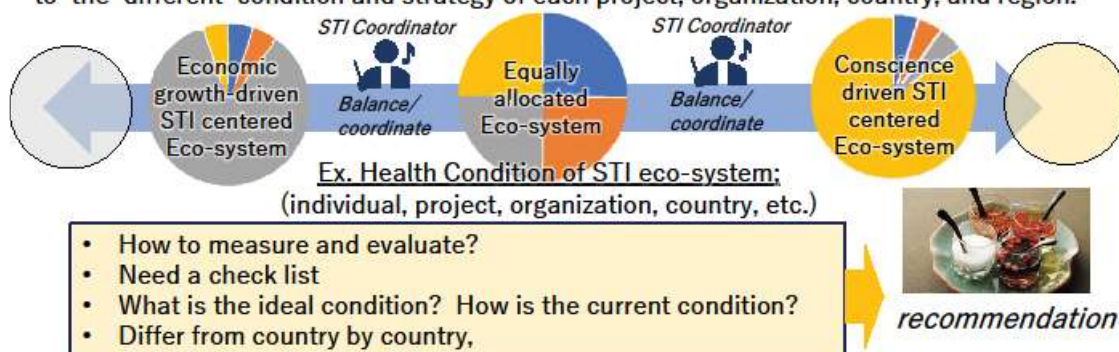 to the different condition and strategy of each project, organization, country, and region.
STI Coordinator
STI Coordinator
Economic
growth-driven
STI centered
Eco-system
Balance/
coordinate
Equally
allocated
Eco-system
Balance/
coordinate
Conscience
driven STI
centered
Eco-system
Ex. Health Condition of STI eco-system;
(individual, project, organization, country, etc.)
• How to measure and evaluate?
• Need a check list
• What is the ideal condition? How is the current condition?
• Differ from country by country,
recommendation